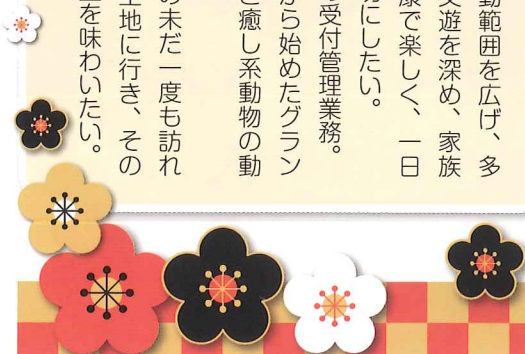 動範囲を広げ、多
交遊を深め、家族
康で楽しく、一日
切にしたい。
受付管理業務。
から始めたグラン
と癒し系動物の動
の未だ一度も訪れ
土地に行き、その
を味わいたい。